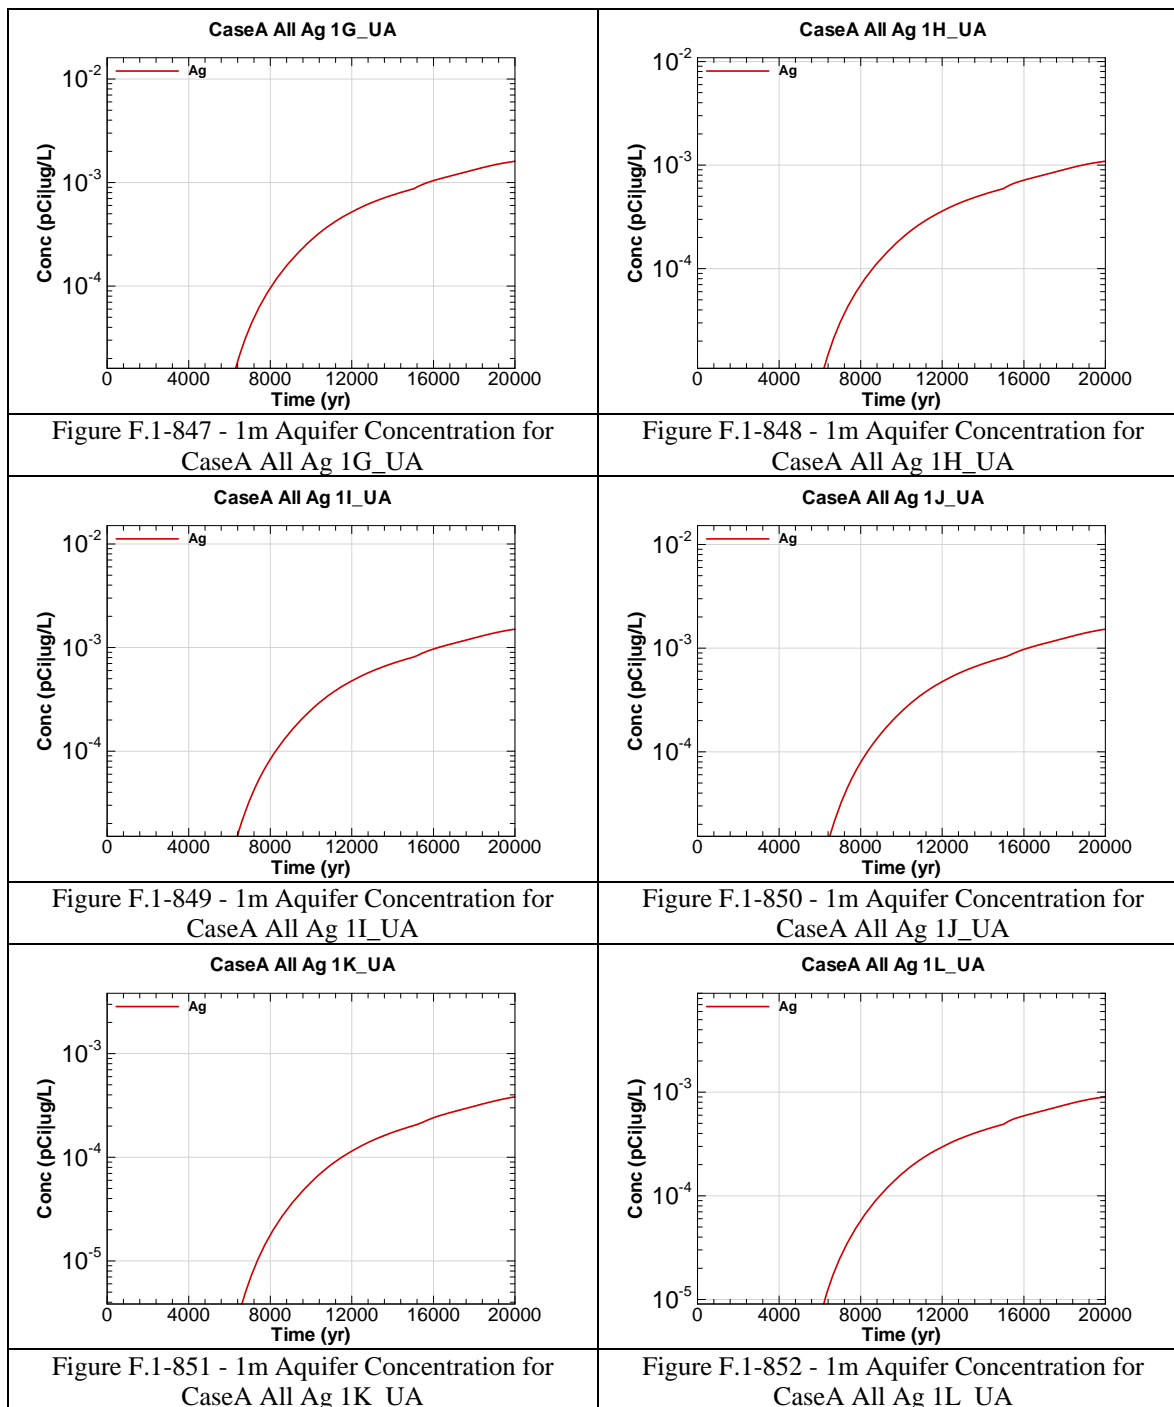 CaseA All Ag 1G_UA
Ag
Conc (pCi|ug/L)
10-2
10-3
10-4
0 4000 8000 12000 16000 20000
Time (yr)
Figure F.1-847 - 1m Aquifer Concentration for
CaseA All Ag 1G_UA
CaseA All Ag 1H_UA
Ag
Conc (pCi|ug/L)
10-2
10-3
10-4
0 4000 8000 12000 16000 20000
Time (yr)
Figure F.1-848 - 1m Aquifer Concentration for
CaseA All Ag 1H_UA
CaseA All Ag 1I_UA
Ag
Conc (pCi|ug/L)
10-2
10-3
10-4
0 4000 8000 12000 16000 20000
Time (yr)
Figure F.1-849 - 1m Aquifer Concentration for
CaseA All Ag 1I_UA
CaseA All Ag 1J_UA
Ag
Conc (pCi|ug/L)
10-2
10-3
10-4
0 4000 8000 12000 16000 20000
Time (yr)
Figure F.1-850 - 1m Aquifer Concentration for
CaseA All Ag 1J_UA
CaseA All Ag 1K_UA
Ag
Conc (pCi|ug/L)
10-3
10-4
10-5
0 4000 8000 12000 16000 20000
Time (yr)
Figure F.1-851 - 1m Aquifer Concentration for
CaseA All Ag 1K_UA
CaseA All Ag 1L_UA
Ag
Conc (pCi|ug/L)
10-3
10-4
10-5
0 4000 8000 12000 16000 20000
Time (yr)
Figure F.1-852 - 1m Aquifer Concentration for
CaseA All Ag 1L_UA